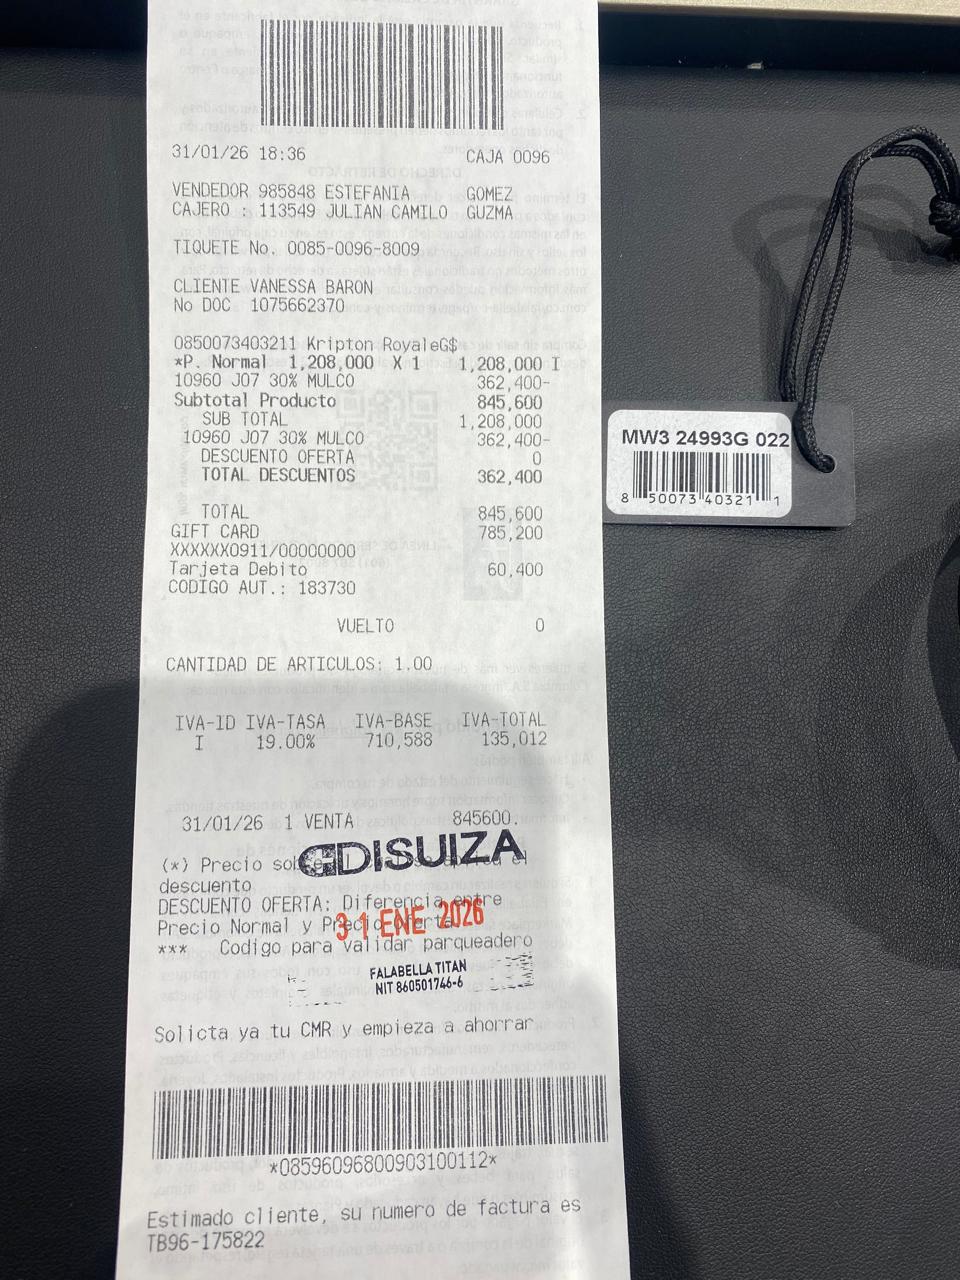 31/01/26 18:36 CAJA 0096
VENDEDOR 985848 ESTEFANIA GOMEZ
CAJERO : 113549 JULIAN CAMILO GUZMA
TIQUETE No. 0085-0096-8009
CLIENTE VANESSA BARON
No DOC 1075662370
0850073403211 Kripton RoyaleG$
*P. Normal 1,208,000 X 1 1,208,000 I
10960 J07 30% MULCO 362,400-
Subtotal Producto 845,600
SUB TOTAL 1,208,000
10960 J07 30% MULCO 362,400-
DESCUENTO OFERTA 0
TOTAL DESCUENTOS 362,400
TOTAL 845,600
GIFT CARD 785,200
XXXXXX0911/00000000
Tarjeta Debito 60,400
CODIGO AUT.: 183730
VUELTO 0
CANTIDAD DE ARTICULOS: 1.00
IVA-ID IVA-TASA IVA-BASE IVA-TOTAL
I 19.00% 710,588 135,012
31/01/26 1 VENTA 845600.
DISUIZA
(*) Precio el
descuento
DESCUENTO OFERTA: Diferencia entre
Precio Normal y Precio Oferta
31 ENE 2026
*** Codigo para validar parqueadero
FALABELLA TITAN
NIT 860501746-6
Solicta ya tu CMR y empieza a ahorrar
*08596096800903100112*
Estimado cliente, su numero de factura es
TB96-175822
MW3 24993G 022
8 50073 40321 1